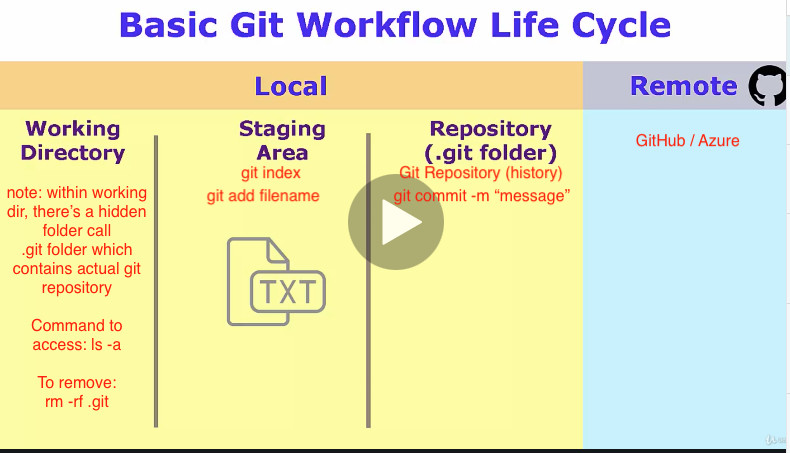 Basic Git Workflow Life Cycle
Local
Remote
Working
Directory
note: within working
dir, there's a hidden
folder call
.git folder which
contains actual git
repository
Command to
access: ls -a
To remove:
rm -rf .git
Staging
Area
git index
git add filename
TXT
Repository
(.git folder)
Git Repository (history)
git commit -m “message”
GitHub / Azure